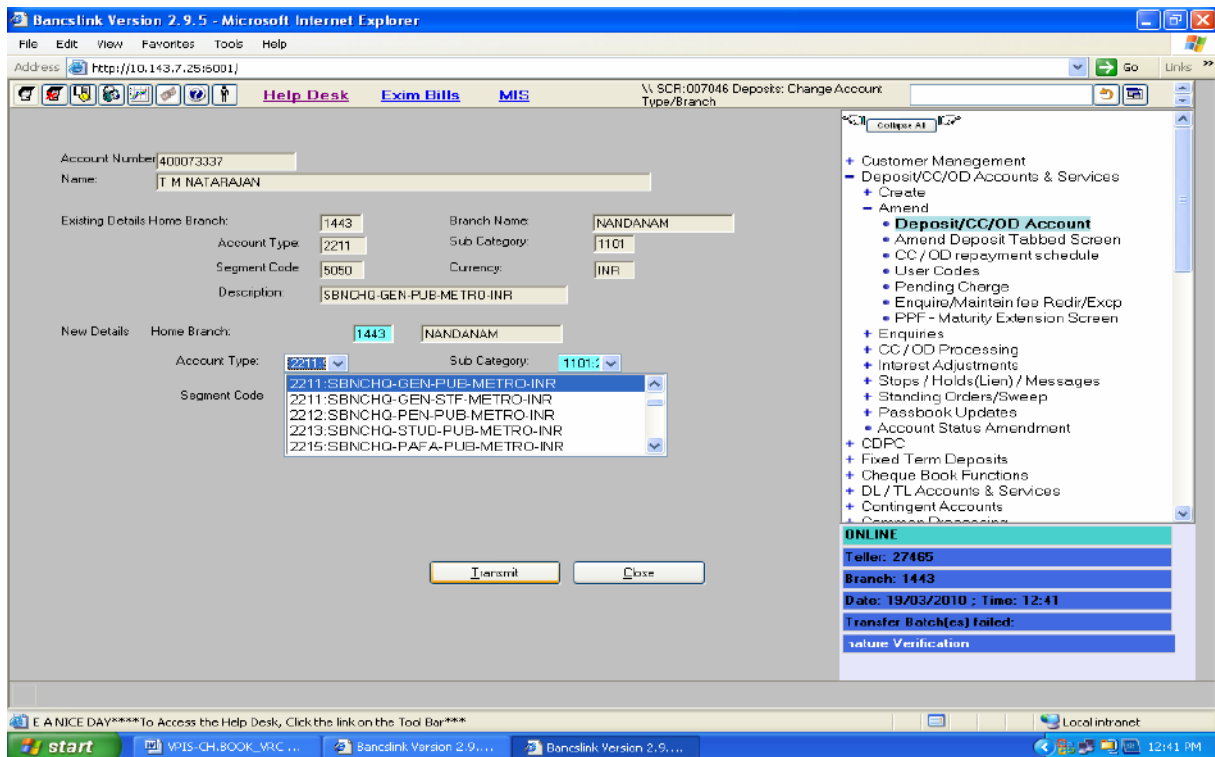 Bancslink Version 2.9.5 - Microsoft Internet Explorer
File Edit View Favorites Tools Help
Address http://10.143.7.25:6001/ Go Links »
Help Desk Exim Bills MIS \\ SCR:007046 Deposits: Change Account Type/Branch
Account Number 400073337
Name: T M NATARAJAN
Existing Details Home Branch: 1443 Branch Name: NANDANAM
Account Type: 2211 Sub Category: 1101
Segment Code 5050 Currency: INR
Description: SBNCHQ-GEN-PUB-METRO-INR
New Details Home Branch: 1443 NANDANAM
Account Type: 2211:S Sub Category: 1101:2
2211:SBNCHQ-GEN-PUB-METRO-INR
Segment Code
2211:SBNCHQ-GEN-STF-METRO-INR
2212:SBNCHQ-PEN-PUB-METRO-INR
2213:SBNCHQ-STUD-PUB-METRO-INR
2215:SBNCHQ-PAFA-PUB-METRO-INR
Transmit Close
Collapse All
+ Customer Management
- Deposit/CC/OD Accounts & Services
+ Create
- Amend
• Deposit/CC/OD Account
• Amend Deposit Tabbed Screen
• CC / OD repayment schedule
• User Codes
• Pending Charge
• Enquire/Maintain fee Redir/Excp
• PPF - Maturity Extension Screen
+ Enquiries
+ CC / OD Processing
+ Interest Adjustments
+ Stops / Holds(Lien) / Messages
+ Standing Orders/Sweep
+ Passbook Updates
• Account Status Amendment
+ CDPC
+ Fixed Term Deposits
+ Cheque Book Functions
+ DL / TL Accounts & Services
+ Contingent Accounts
+ Common Processing
ONLINE
Teller: 27465
Branch: 1443
Date: 19/03/2010 ; Time: 12:41
Transfer Batch(es) failed:
nature Verification
E A NICE DAY****To Access the Help Desk, Click the link on the Tool Bar*** Local intranet
start VPIS-CH.BOOK_VRC ... Bancslink Version 2.9.... Bancslink Version 2.9.... 12:41 PM